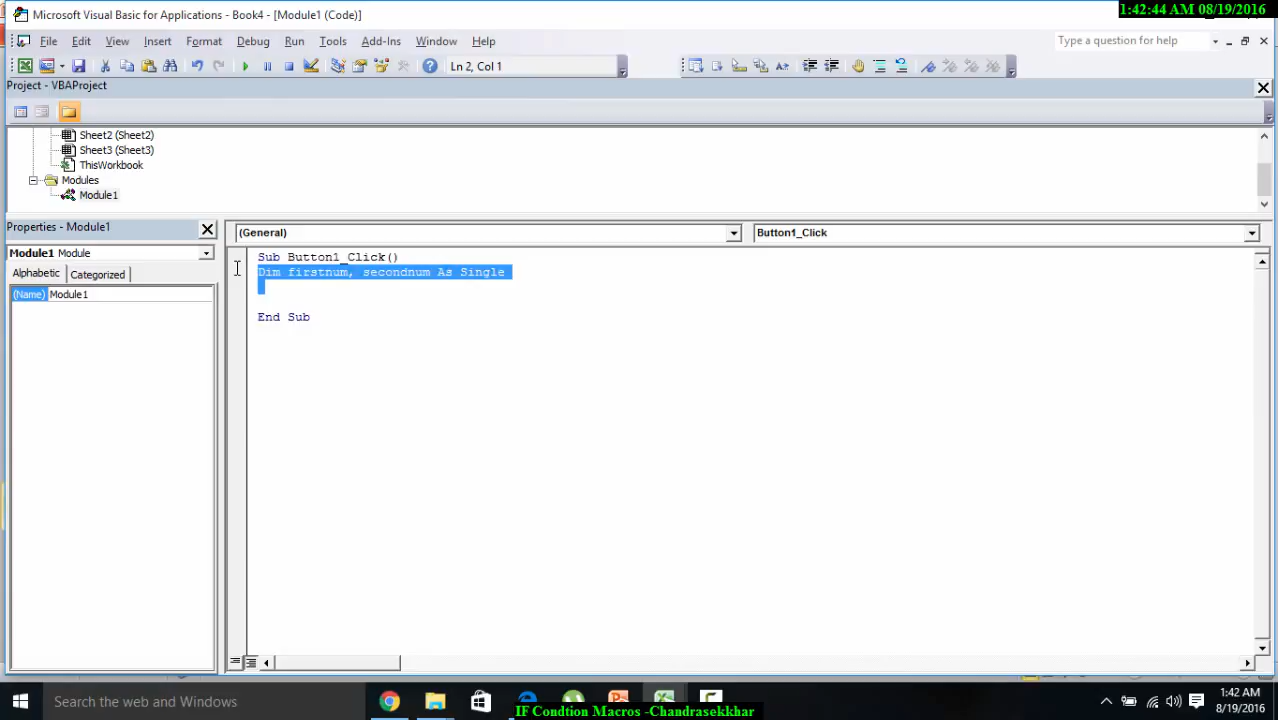 1:42:44 AM 08/19/2016
Microsoft Visual Basic for Applications - Book4 - [Module1 (Code)]
File Edit View Insert Format Debug Run Tools Add-Ins Window Help
Type a question for help
Ln 2, Col 1
Project - VBAProject
Sheet2 (Sheet2)
Sheet3 (Sheet3)
ThisWorkbook
Modules
Module1
Properties - Module1
Module1 Module
Alphabetic Categorized
(Name) Module1
(General)
Button1_Click
Sub Button1_Click()
Dim firstnum, secondnum As Single
End Sub
Search the web and Windows
1:42 AM
8/19/2016
IF Condtion Macros -Chandrasekkhar